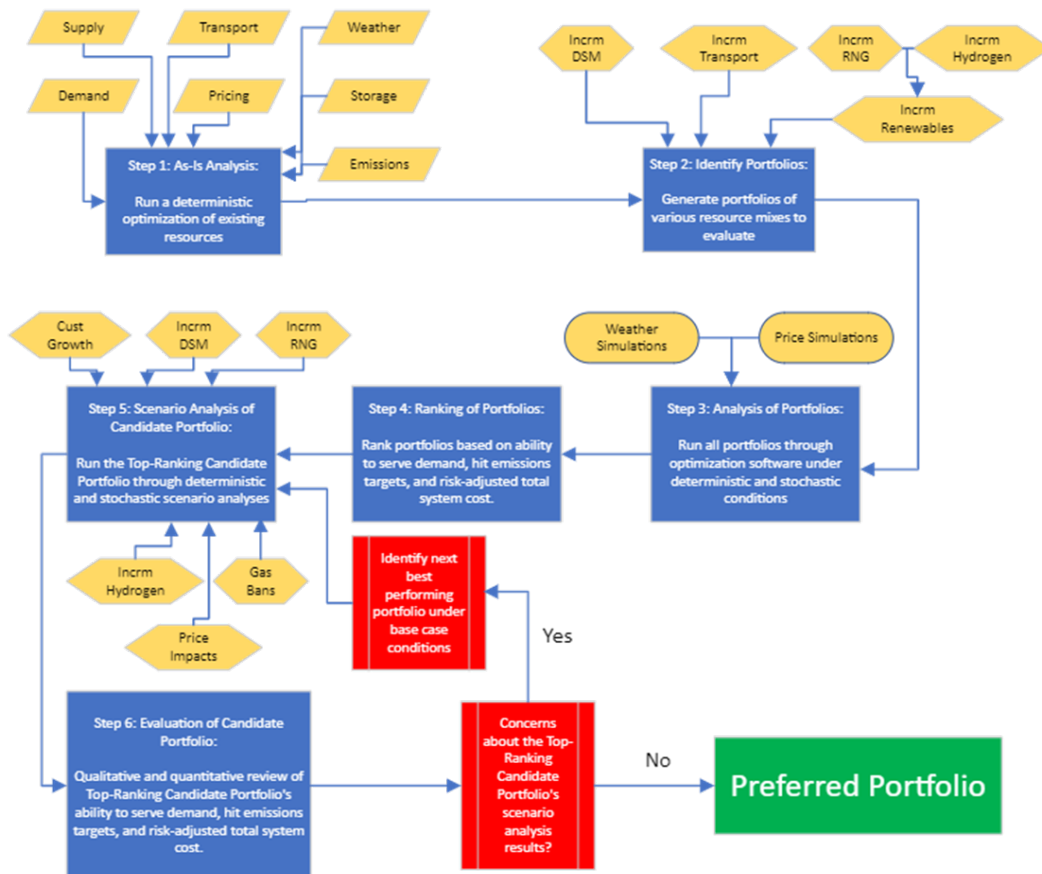 Supply
Transport
Weather
Demand
Pricing
Storage
Emissions
Step 1: As-Is Analysis:
Run a deterministic
optimization of existing
resources
Incrm
DSM
Incrm
Transport
Incrm
RNG
Incrm
Hydrogen
Incrm
Renewables
Step 2: Identify Portfolios:
Generate portfolios of
various resource mixes to
evaluate
Weather
Simulations
Price Simulations
Step 3: Analysis of Portfolios:
Run all portfolios through
optimization software under
deterministic and stochastic
conditions
Step 4: Ranking of Portfolios:
Rank portfolios based on ability
to serve demand, hit emissions
targets, and risk-adjusted total
system cost.
Cust
Growth
Incrm
DSM
Incrm
RNG
Step 5: Scenario Analysis of
Candidate Portfolio:
Run the Top-Ranking Candidate
Portfolio through deterministic
and stochastic scenario analyses
Incrm
Hydrogen
Price
Impacts
Gas
Bans
Identify next
best
performing
portfolio under
base case
conditions
Yes
Step 6: Evaluation of Candidate
Portfolio:
Qualitative and quantitative review of
Top-Ranking Candidate Portfolio's
ability to serve demand, hit emissions
targets, and risk-adjusted total system
cost.
Concerns
about the Top-
Ranking
Candidate
Portfolio's
scenario
analysis
results?
No
Preferred Portfolio